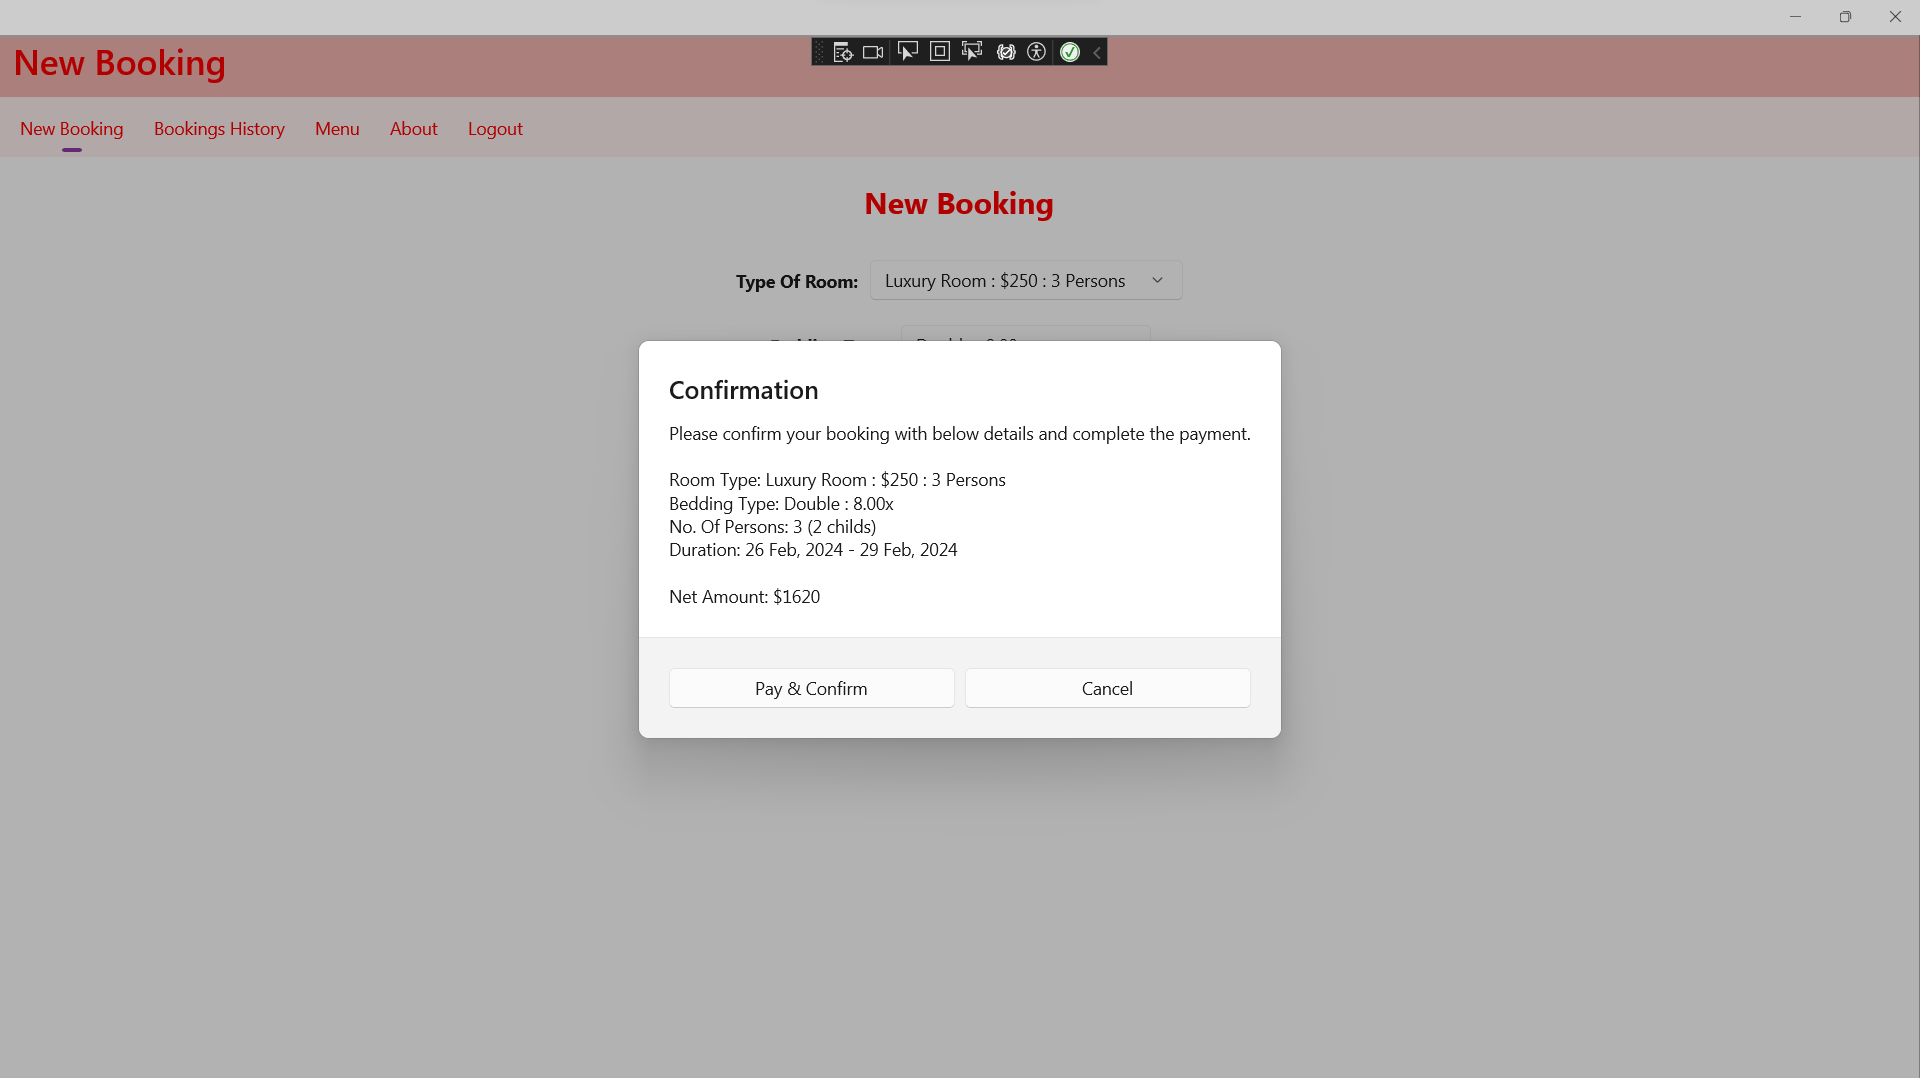 New Booking
New Booking Bookings History Menu About Logout
New Booking
Type Of Room: Luxury Room : $250 : 3 Persons
Confirmation
Please confirm your booking with below details and complete the payment.
Room Type: Luxury Room : $250 : 3 Persons
Bedding Type: Double : 8.00x
No. Of Persons: 3 (2 childs)
Duration: 26 Feb, 2024 - 29 Feb, 2024
Net Amount: $1620
Pay & Confirm Cancel